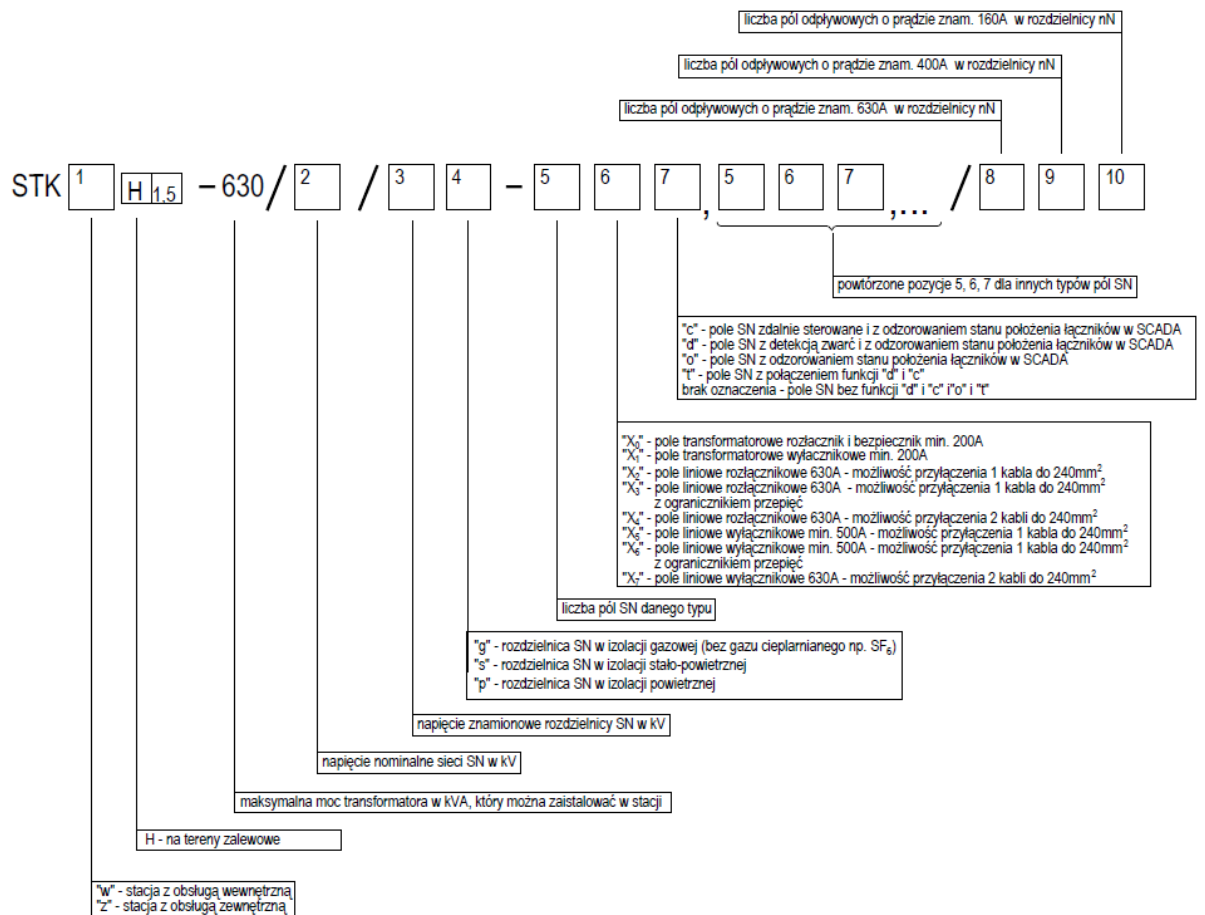 liczba pól odpływowych o prądzie znam. 160A w rozdzielnicy nN
liczba pól odpływowych o prądzie znam. 400A w rozdzielnicy nN
liczba pól odpływowych o prądzie znam. 630A w rozdzielnicy nN
STK 1 H 1.5 – 630 / 2 / 3 4 – 5 6 7 , 5 6 7 ,... / 8 9 10
powtórzone pozycje 5, 6, 7 dla innych typów pól SN
"c" - pole SN zdalnie sterowane i z odzorowaniem stanu położenia łączników w SCADA
"d" - pole SN z detekcją zwarć i z odzorowaniem stanu położenia łączników w SCADA
"o" - pole SN z odzorowaniem stanu położenia łączników w SCADA
"t" - pole SN z połączeniem funkcji "d" i "c"
brak oznaczenia - pole SN bez funkcji "d" i "c" i"o" i "t"
"X₀" - pole transformatorowe rozłacznik i bezpiecznik min. 200A
"X₁" - pole transformatorowe wyłacznikowe min. 200A
"X₂" - pole liniowe rozłącznikowe 630A - możliwość przyłączenia 1 kabla do 240mm²
"X₃" - pole liniowe rozłącznikowe 630A - możliwość przyłączenia 1 kabla do 240mm²
z ogranicznikiem przepięć
"X₄" - pole liniowe rozłącznikowe 630A - możliwość przyłączenia 2 kabli do 240mm²
"X₅" - pole liniowe wyłącznikowe min. 500A - możliwość przyłączenia 1 kabla do 240mm²
"X₆" - pole liniowe wyłącznikowe min. 500A - możliwość przyłączenia 1 kabla do 240mm²
z ogranicznikiem przepięć
"X₇" - pole liniowe wyłącznikowe 630A - możliwość przyłączenia 2 kabli do 240mm²
liczba pól SN danego typu
"g" - rozdzielnica SN w izolacji gazowej (bez gazu cieplarnianego np. SF₆)
"s" - rozdzielnica SN w izolacji stało-powietrznej
"p" - rozdzielnica SN w izolacji powietrznej
napięcie znamionowe rozdzielnicy SN w kV
napięcie nominalne sieci SN w kV
maksymalna moc transformatora w kVA, który można zaistalować w stacji
H - na tereny zalewowe
"w" - stacja z obsługą wewnętrzną
"z" - stacja z obsługą zewnętrzną